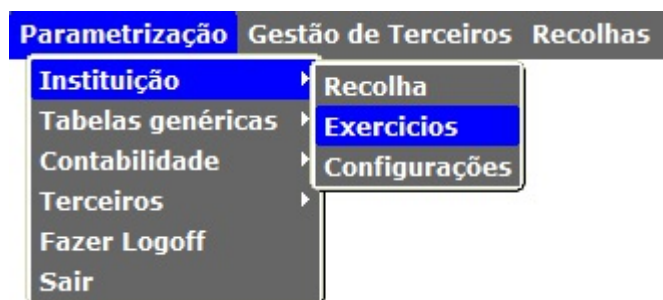 Parametrização Gestão de Terceiros Recolhas
Instituição
Tabelas genéricas
Contabilidade
Terceiros
Fazer Logoff
Sair
Recolha
Exercicios
Configurações